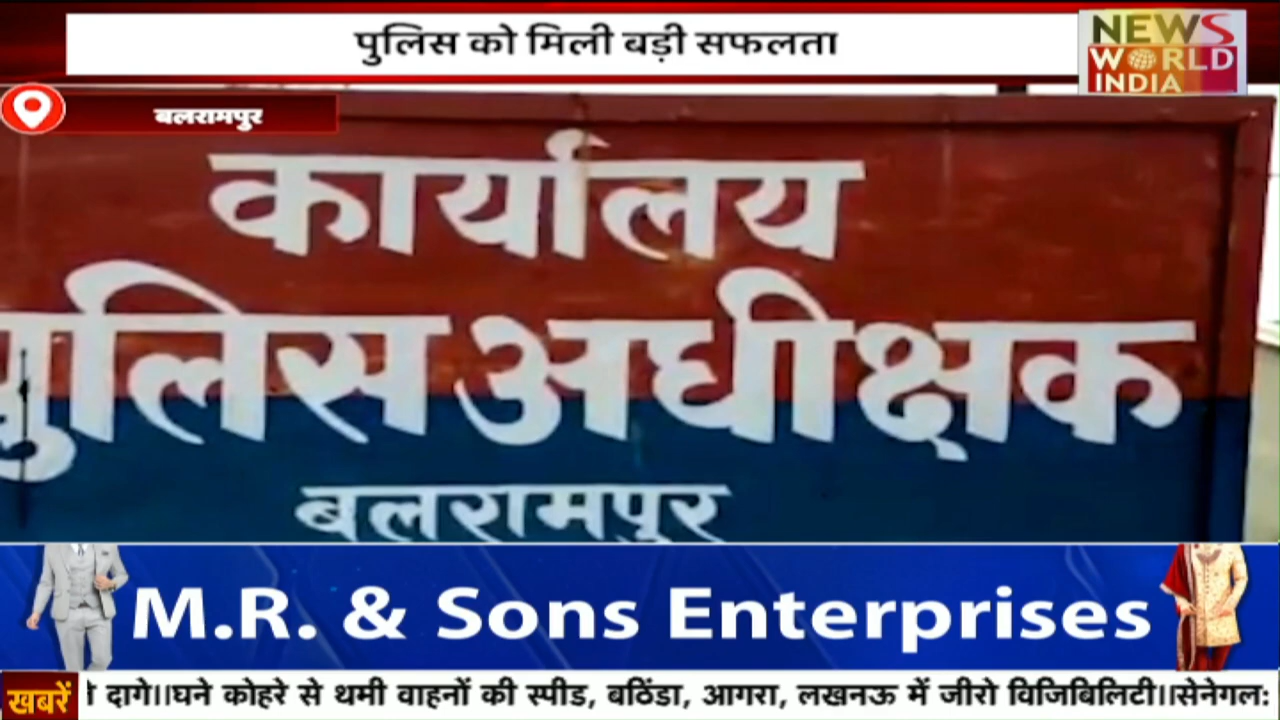 पुलिस को मिली बड़ी सफलता
NEWS
WORLD
INDIA
बलरामपुर
कार्यालय
पुलिस अधीक्षक
बलरामपुर
M.R. & Sons Enterprises
खबरें
दागे।।घने कोहरे से थमी वाहनों की स्पीड, बठिंडा, आगरा, लखनऊ में जीरो विजिबिलिटी।।सेनेगल: